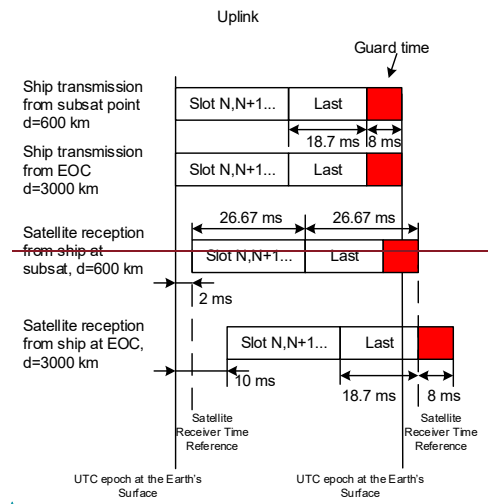 Uplink
Guard time
Ship transmission
from subsat point
d=600 km
Slot N,N+1...
Last
18.7 ms
8 ms
Ship transmission
from EOC
d=3000 km
Slot N,N+1...
Last
26.67 ms
26.67 ms
Satellite reception
from ship at
subsat, d=600 km
Slot N,N+1...
Last
2 ms
Satellite reception
from ship at EOC,
d=3000 km
Slot N,N+1...
Last
10 ms
18.7 ms
8 ms
Satellite
Receiver Time
Reference
Satellite
Receiver Time
Reference
UTC epoch at the Earth's
Surface
UTC epoch at the Earth's
Surface